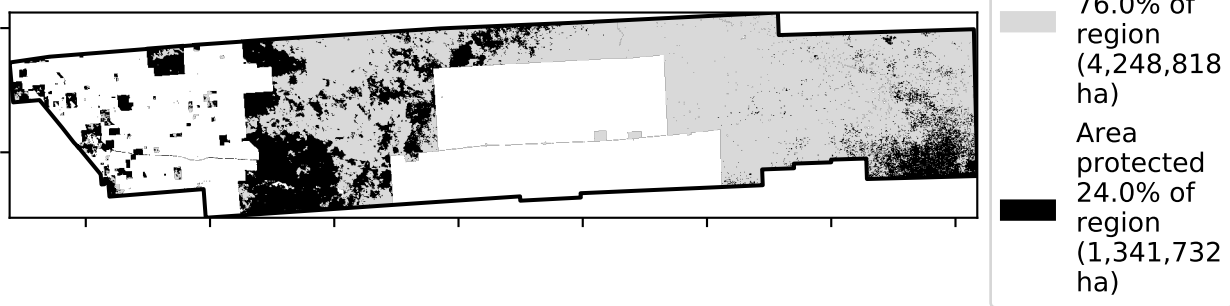 76.0% of
region
(4,248,818
ha)
Area
protected
24.0% of
region
(1,341,732
ha)